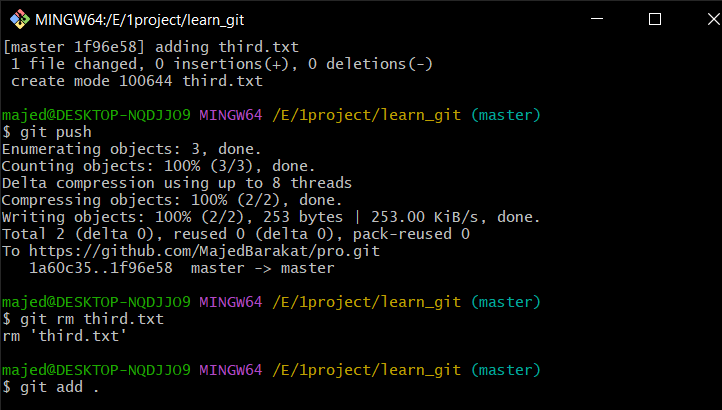 MINGW64:/E/1project/learn_git
[master 1f96e58] adding third.txt
 1 file changed, 0 insertions(+), 0 deletions(-)
 create mode 100644 third.txt
majed@DESKTOP-NQDJJO9 MINGW64 /E/1project/learn_git (master)
$ git push
Enumerating objects: 3, done.
Counting objects: 100% (3/3), done.
Delta compression using up to 8 threads
Compressing objects: 100% (2/2), done.
Writing objects: 100% (2/2), 253 bytes | 253.00 KiB/s, done.
Total 2 (delta 0), reused 0 (delta 0), pack-reused 0
To https://github.com/MajedBarakat/pro.git
   1a60c35..1f96e58  master -> master
majed@DESKTOP-NQDJJO9 MINGW64 /E/1project/learn_git (master)
$ git rm third.txt
rm 'third.txt'
majed@DESKTOP-NQDJJO9 MINGW64 /E/1project/learn_git (master)
$ git add .